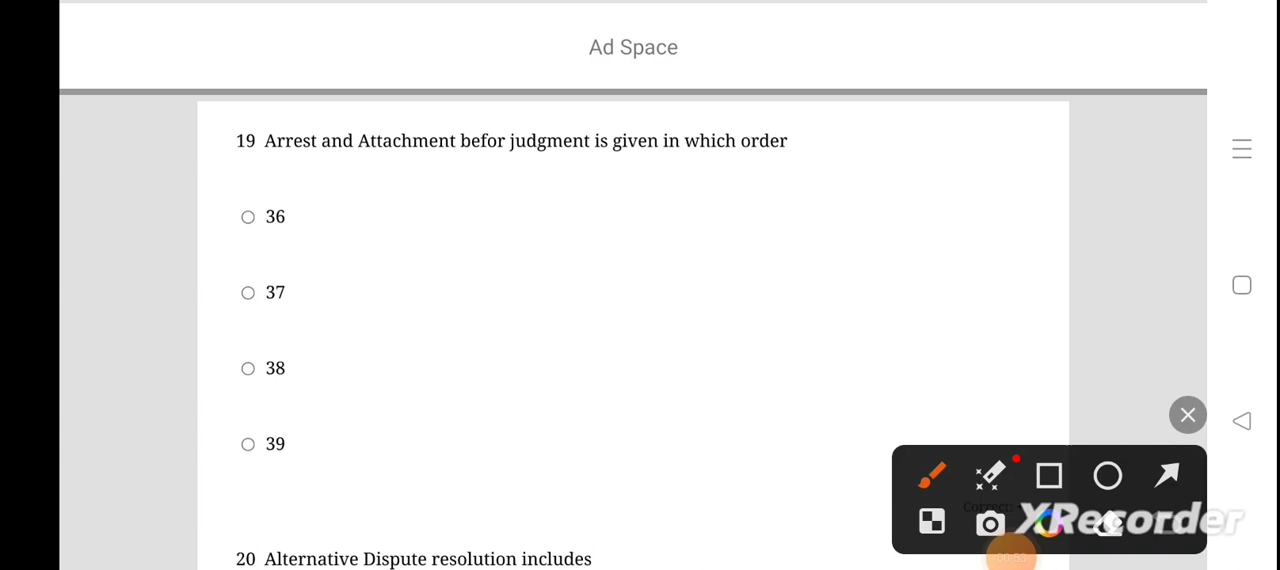 Ad Space
19 Arrest and Attachment befor judgment is given in which order
36
37
38
39
XRecorder
20 Alternative Dispute resolution includes